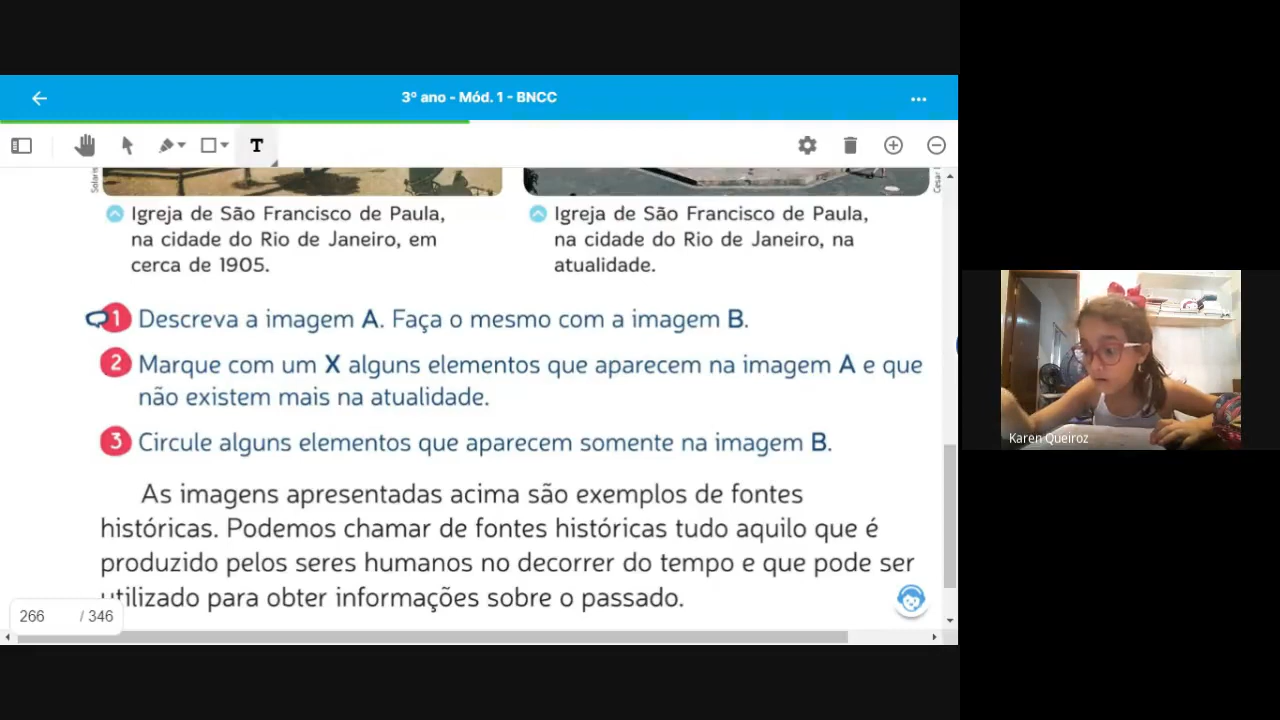 3º ano - Mód. 1 - BNCC
T
Solaris
Cesar
Igreja de São Francisco de Paula,
na cidade do Rio de Janeiro, em
cerca de 1905.
Igreja de São Francisco de Paula,
na cidade do Rio de Janeiro, na
atualidade.
1 Descreva a imagem A. Faça o mesmo com a imagem B.
2 Marque com um X alguns elementos que aparecem na imagem A e que
não existem mais na atualidade.
3 Circule alguns elementos que aparecem somente na imagem B.
As imagens apresentadas acima são exemplos de fontes
históricas. Podemos chamar de fontes históricas tudo aquilo que é
produzido pelos seres humanos no decorrer do tempo e que pode ser
utilizado para obter informações sobre o passado.
266 / 346
Karen Queiroz